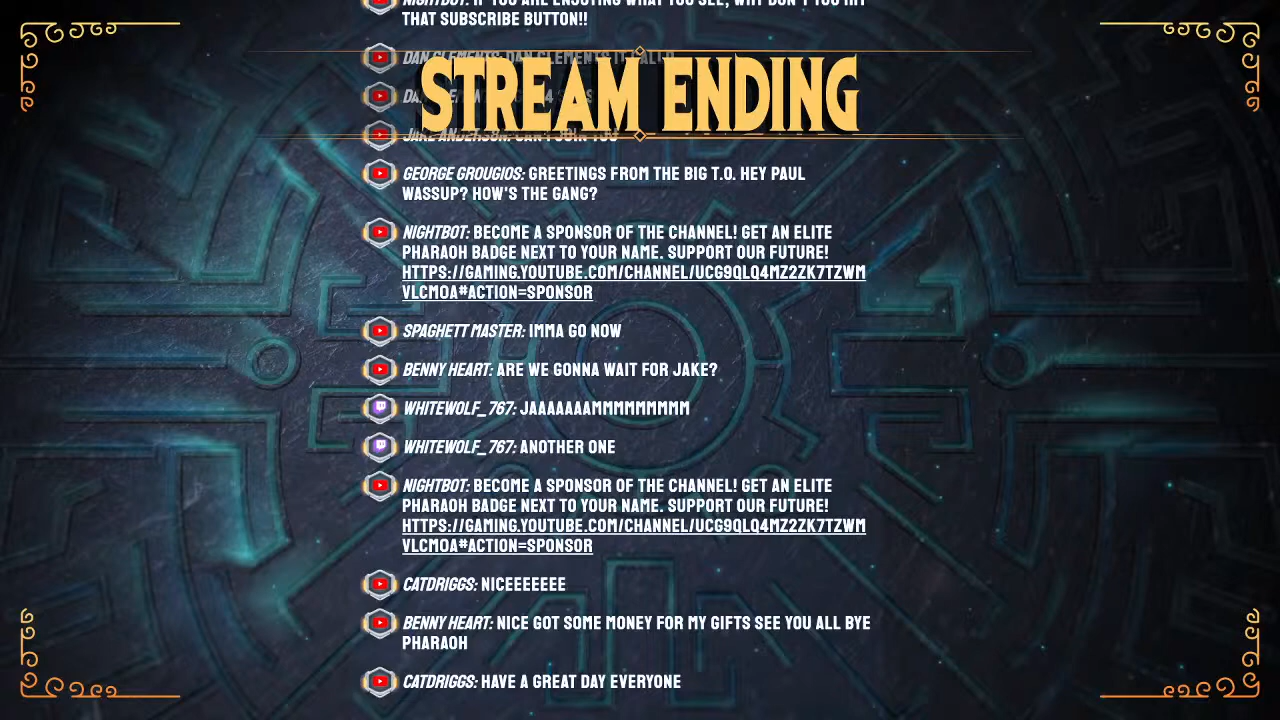 THAT SUBSCRIBE BUTTON!!
STREAM ENDING
GEORGE GROUGIOS: GREETINGS FROM THE BIG T.O. HEY PAUL
WASSUP? HOW'S THE GANG?
NIGHTBOT: BECOME A SPONSOR OF THE CHANNEL! GET AN ELITE
PHARAOH BADGE NEXT TO YOUR NAME. SUPPORT OUR FUTURE!
HTTPS://GAMING.YOUTUBE.COM/CHANNEL/UCG9QLQ4MZ2ZK7TZWM
VLCMOA#ACTION=SPONSOR
SPAGHETT MASTER: IMMA GO NOW
BENNY HEART: ARE WE GONNA WAIT FOR JAKE?
WHITEWOLF_767: JAAAAAAAMMMMMMMMM
WHITEWOLF_767: ANOTHER ONE
NIGHTBOT: BECOME A SPONSOR OF THE CHANNEL! GET AN ELITE
PHARAOH BADGE NEXT TO YOUR NAME. SUPPORT OUR FUTURE!
HTTPS://GAMING.YOUTUBE.COM/CHANNEL/UCG9QLQ4MZ2ZK7TZWM
VLCMOA#ACTION=SPONSOR
CATDRIGGS: NICEEEEEEE
BENNY HEART: NICE GOT SOME MONEY FOR MY GIFTS SEE YOU ALL BYE
PHARAOH
CATDRIGGS: HAVE A GREAT DAY EVERYONE